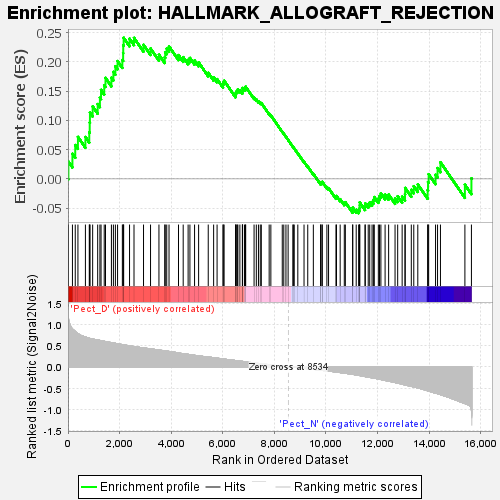 Enrichment plot: HALLMARK_ALLOGRAFT_REJECTION
Enrichment score (ES)
0.25
0.20
0.15
0.10
0.05
0.00
-0.05
'Pect_D' (positively correlated)
Ranked list metric (Signal2Noise)
1.5
1.0
0.5
0.0
-0.5
-1.0
-1.5
Zero cross at 8534
'Pect_N' (negatively correlated)
0 2,000 4,000 6,000 8,000 10,000 12,000 14,000 16,000
Rank in Ordered Dataset
Enrichment profile Hits Ranking metric scores